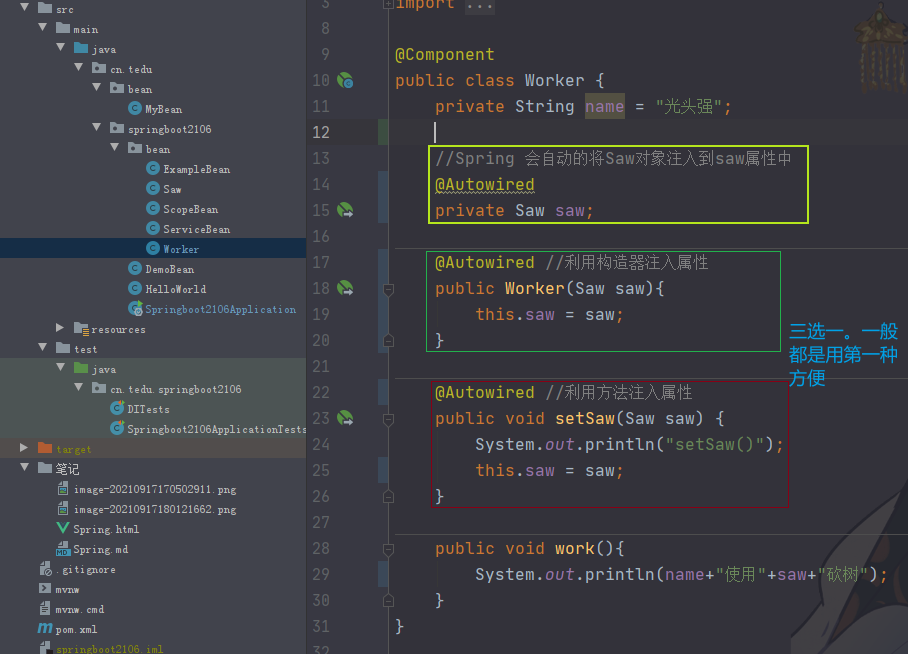 src
main
java
cn.tedu
bean
MyBean
springboot2106
bean
ExampleBean
Saw
ScopeBean
ServiceBean
Worker
DemoBean
HelloWorld
Springboot2106Application
resources
test
java
cn.tedu.springboot2106
DITests
Springboot2106ApplicationTests
target
笔记
image-20210917170502911.png
image-20210917180121662.png
Spring.html
Spring.md
.gitignore
mvnw
mvnw.cmd
pom.xml
springboot2106.iml
3 import ...
8
9 @Component
10 public class Worker {
11 private String name = "光头强";
12
13 //Spring 会自动的将Saw对象注入到saw属性中
14 @Autowired
15 private Saw saw;
16
17 @Autowired //利用构造器注入属性
18 public Worker(Saw saw){
19 this.saw = saw;
20 }
21
22 @Autowired //利用方法注入属性
23 public void setSaw(Saw saw) {
24 System.out.println("setSaw()");
25 this.saw = saw;
26 }
27
28 public void work(){
29 System.out.println(name+"使用"+saw+"砍树");
30 }
31 }
32
三选一。一般
都是用第一种
方便